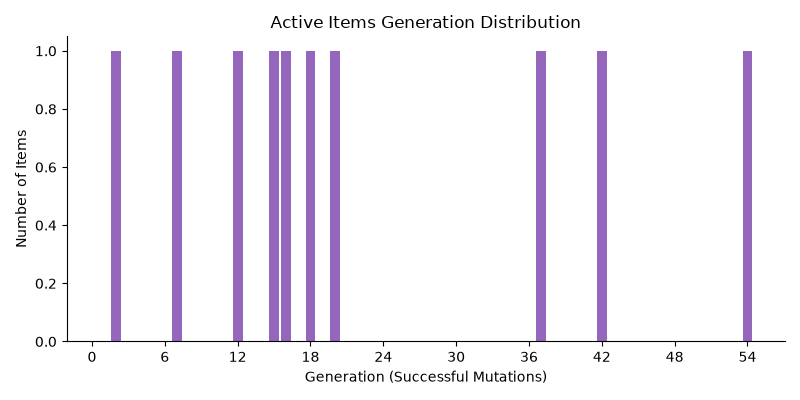 Active Items Generation Distribution
1.0
0.8
0.6
0.4
0.2
0.0
Number of Items
0 6 12 18 24 30 36 42 48 54
Generation (Successful Mutations)